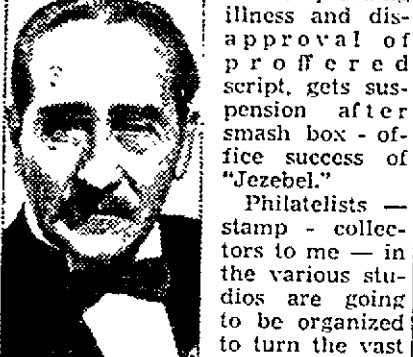 illness and dis-
approval of
proffered
script, gets sus-
pension after
smash box - of-
fice success of
"Jezebel."
Philatelists —
stamp - collec-
tors to me — in
the various stu-
dios are going
to be organized
to turn the vast